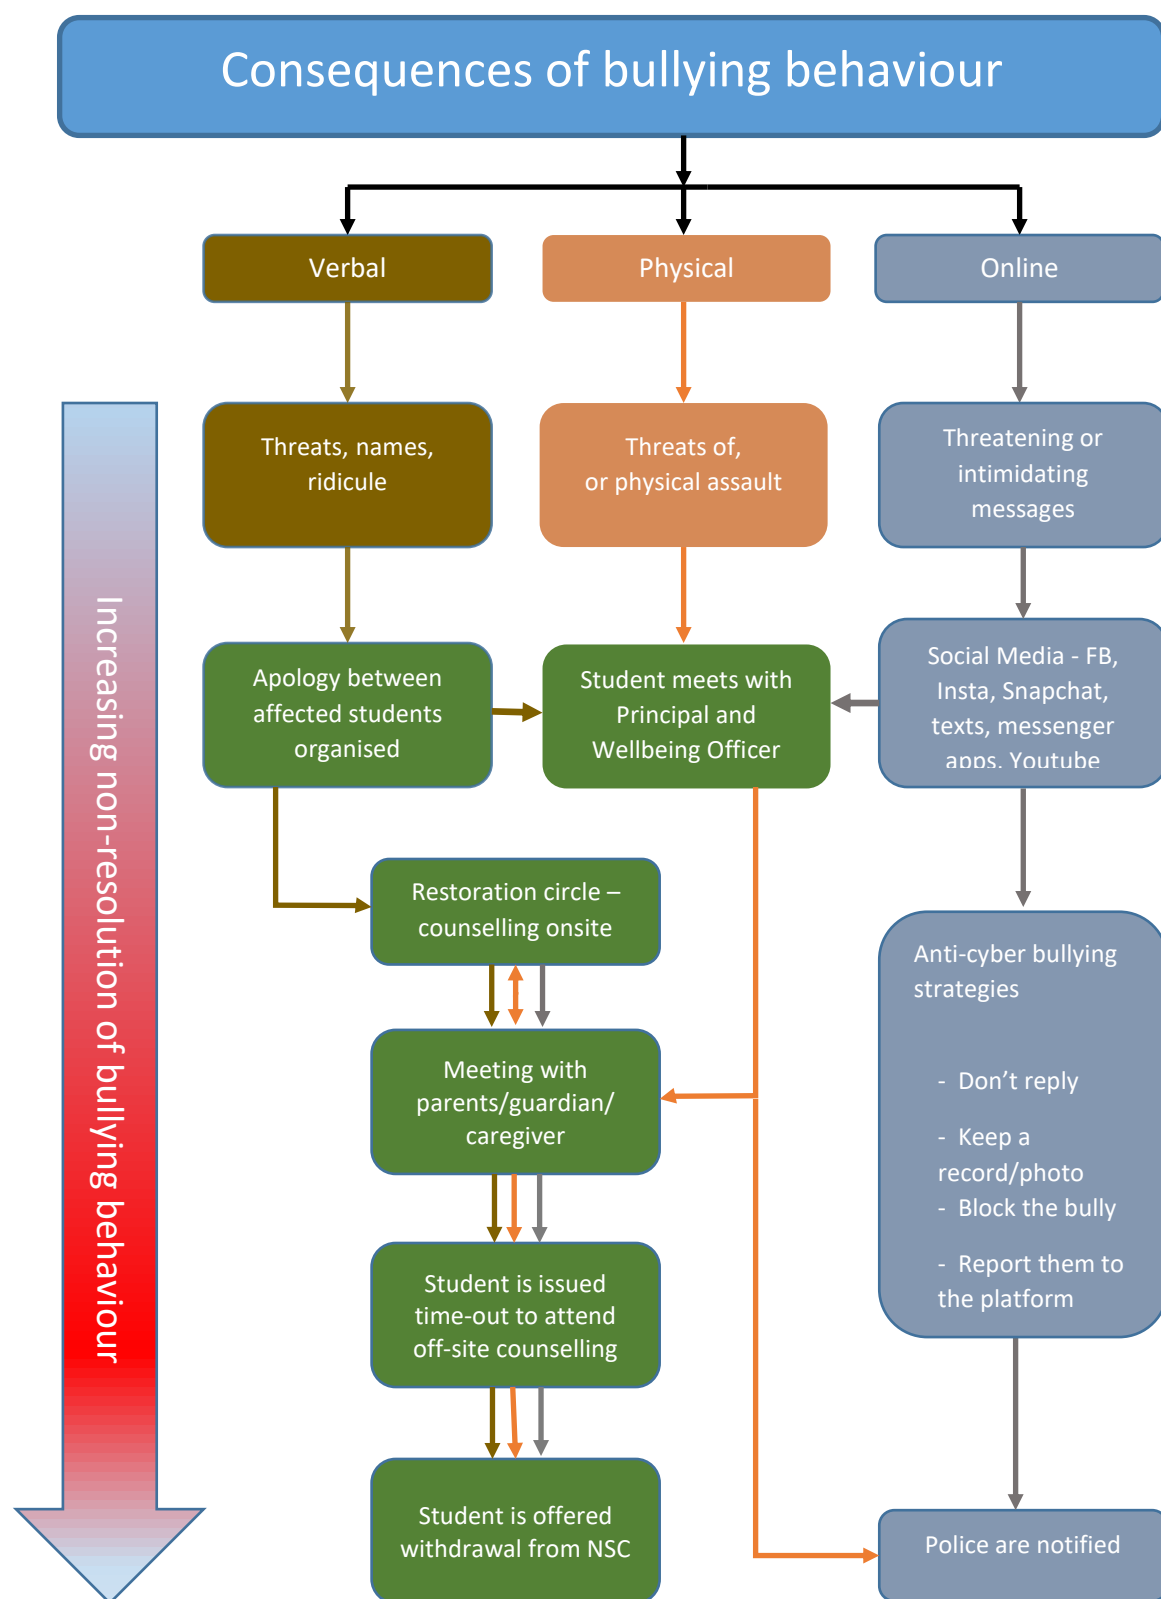 Consequences of bullying behaviour
Verbal
Physical
Online
Threats, names,
ridicule
Threats of,
or physical assault
Threatening or
intimidating
messages
Increasing non-resolution of bullying behaviour
Apology between
affected students
organised
Student meets with
Principal and
Wellbeing Officer
Social Media - FB,
Insta, Snapchat,
texts, messenger
apps, Youtube
Restoration circle –
counselling onsite
Anti-cyber bullying
strategies
- Don’t reply
- Keep a
record/photo
- Block the bully
- Report them to
the platform
Meeting with
parents/guardian/
caregiver
Student is issued
time-out to attend
off-site counselling
Student is offered
withdrawal from NSC
Police are notified